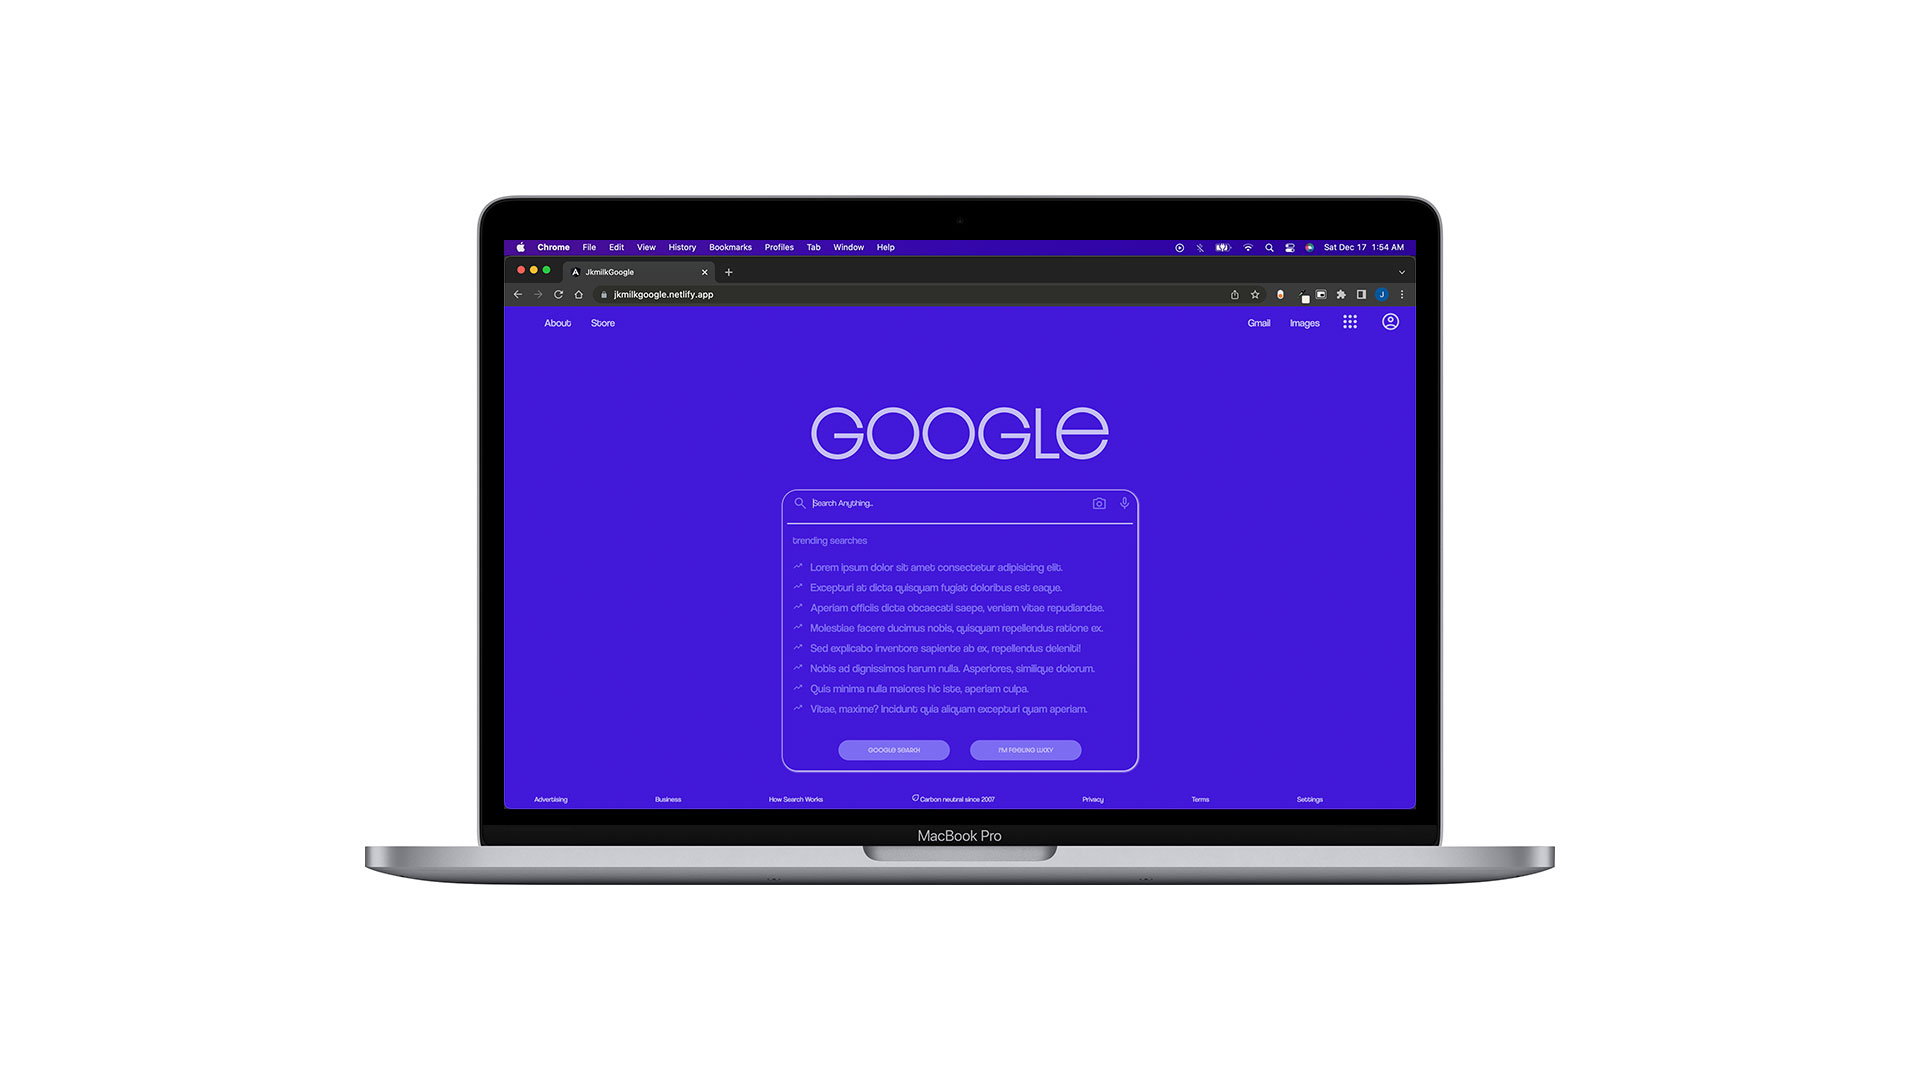 Chrome File Edit View History Bookmarks Profiles Tab Window Help Sat Dec 17 1:54 AM
JkmilkGoogle
jkmilkgoogle.netlify.app J
About Store Gmail Images
GOOGLe
Search Anything...
trending searches
Lorem ipsum dolor sit amet consectetur adipisicing elit.
Excepturi at dicta quisquam fugiat doloribus est eaque.
Aperiam officiis dicta obcaecati saepe, veniam vitae repudiandae.
Molestiae facere ducimus nobis, quisquam repellendus ratione ex.
Sed explicabo inventore sapiente ab ex, repellendus deleniti!
Nobis ad dignissimos harum nulla. Asperiores, similique dolorum.
Quis minima nulla maiores hic iste, aperiam culpa.
Vitae, maxime? Incidunt quia aliquam excepturi quam aperiam.
GOOGLe SeARCH I'M FeeLING LUCKY
Advertising Business How Search Works Carbon neutral since 2007 Privacy Terms Settings
MacBook Pro